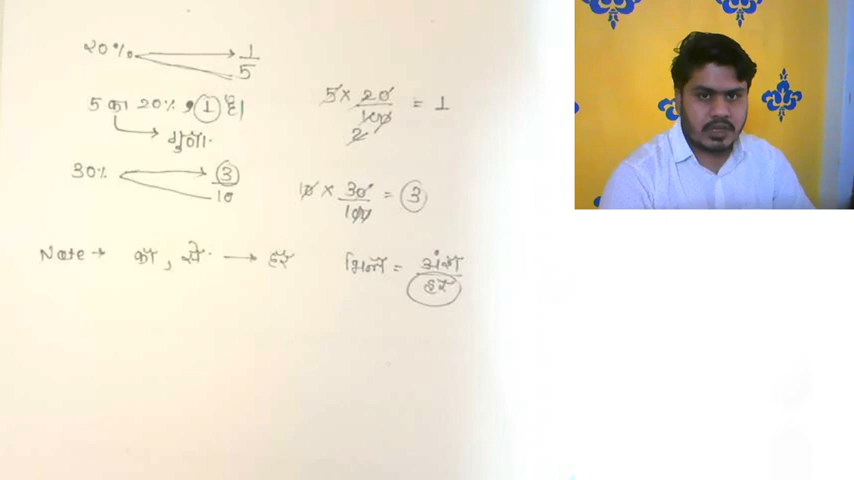 20% → 1/5
5 का 20% 1 है।
गुणा
5 × 20/100 = 1
2
30% → 3/10
10 × 30/100 = 3
Note → का, से → हर
भिन्न = अंश/हर